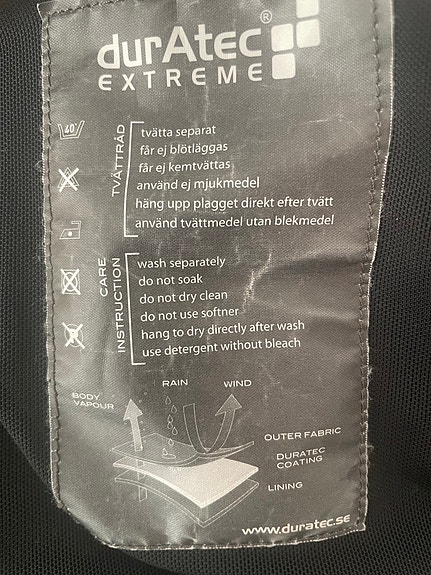 durAtec®
EXTREME
40°
TVÄTTRÅD
tvätta separat
får ej blötläggas
får ej kemtvättas
använd ej mjukmedel
häng upp plagget direkt efter tvätt
använd tvättmedel utan blekmedel
CARE
INSTRUCTION
wash separately
do not soak
do not dry clean
do not use softner
hang to dry directly after wash
use detergent without bleach
RAIN
WIND
BODY
VAPOUR
OUTER FABRIC
DURATEC
COATING
LINING
www.duratec.se